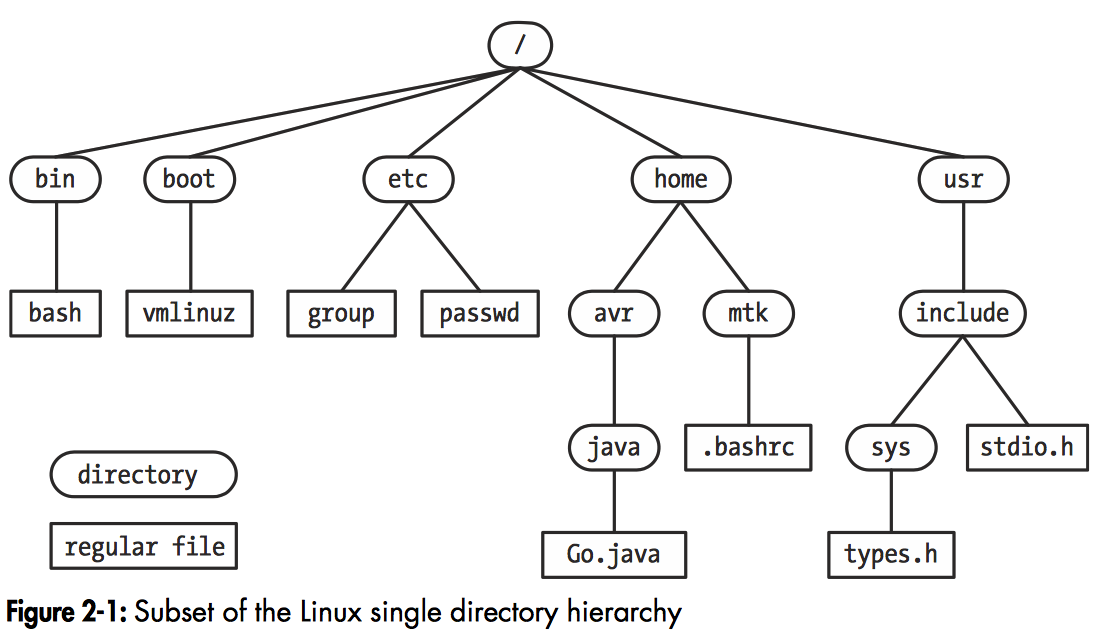 /
bin boot etc home usr
bash vmlinuz group passwd avr mtk include
java .bashrc sys stdio.h
directory
regular file Go.java types.h
Figure 2-1: Subset of the Linux single directory hierarchy